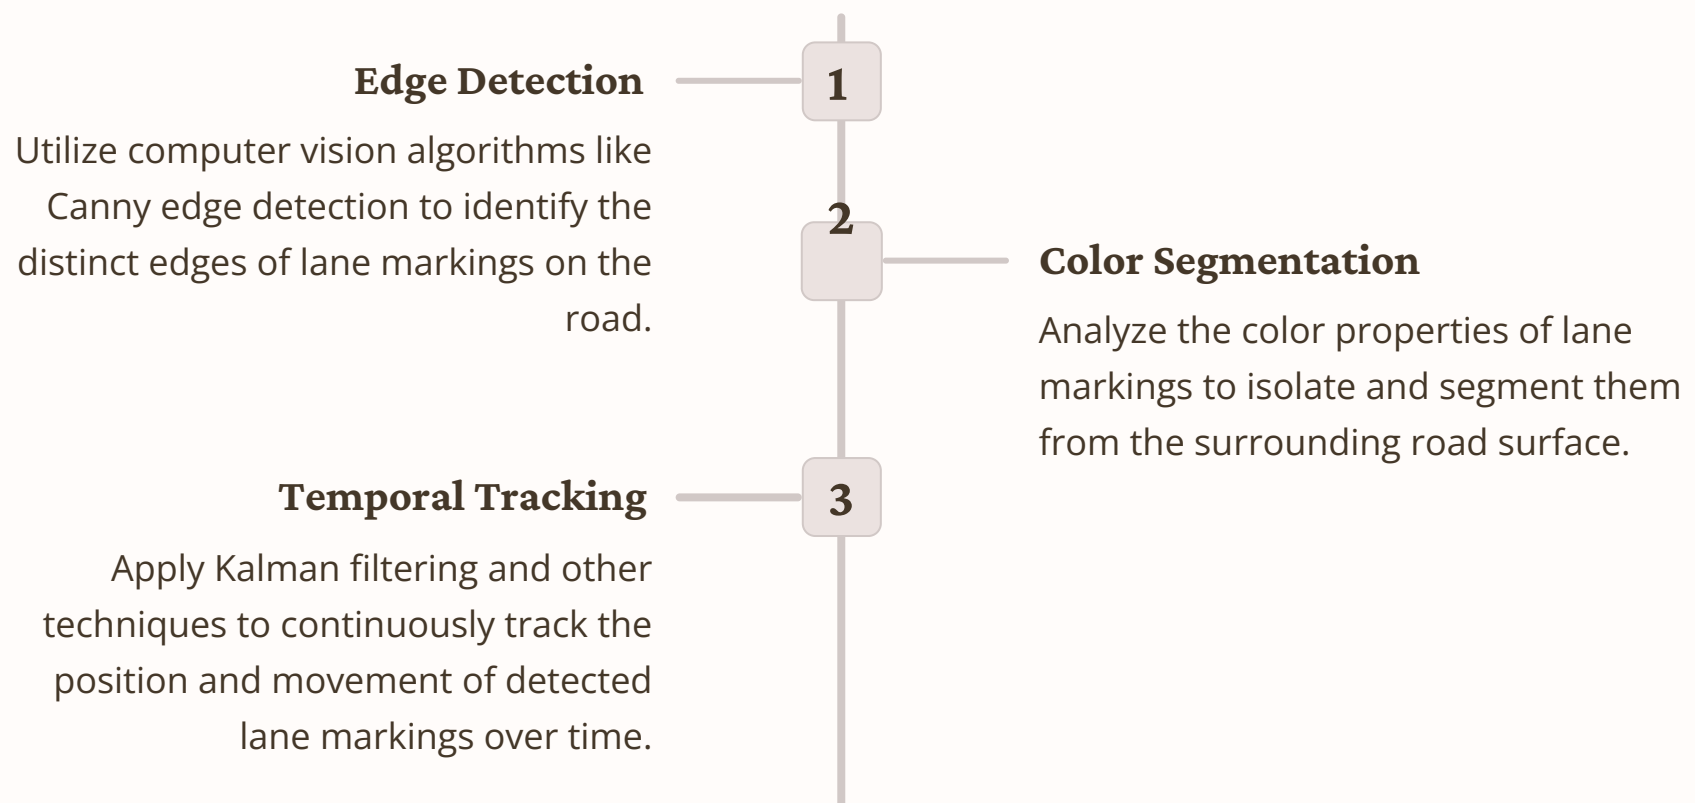 1
Edge Detection
Utilize computer vision algorithms like
Canny edge detection to identify the
distinct edges of lane markings on the
road.
2
Color Segmentation
Analyze the color properties of lane
markings to isolate and segment them
from the surrounding road surface.
3
Temporal Tracking
Apply Kalman filtering and other
techniques to continuously track the
position and movement of detected
lane markings over time.